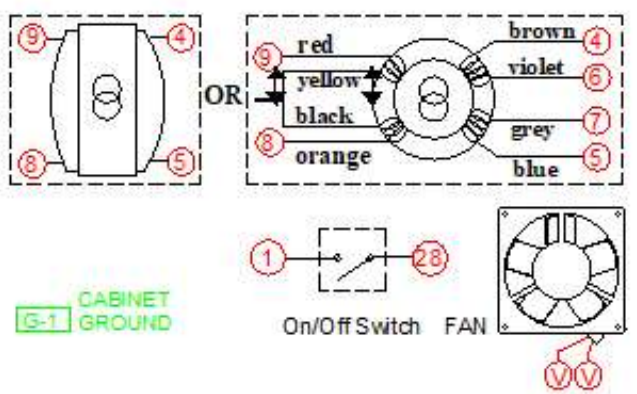 9
4
8
5
OR
9
red
yellow
black
8
orange
brown
4
violet
6
7
grey
5
blue
1
28
On/Off Switch
FAN
V V
G-1
CABINET
GROUND